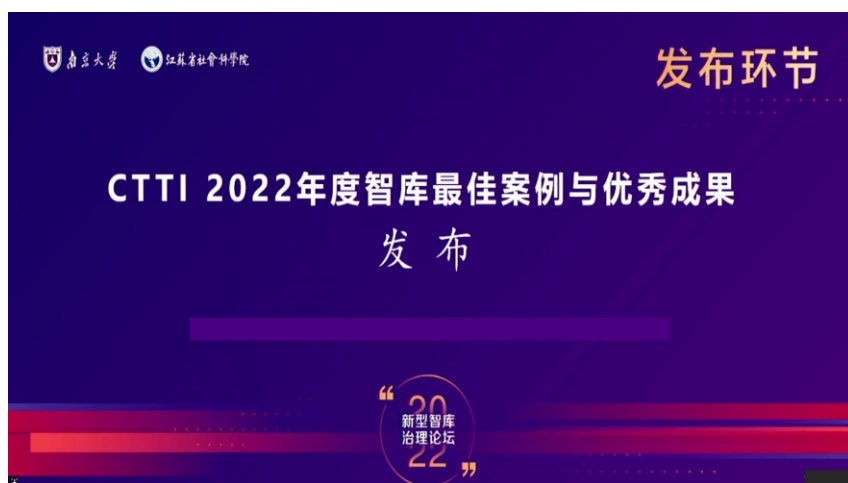 南京大学 江苏省社会科学院
发布环节
CTTI 2022年度智库最佳案例与优秀成果
发布
“ 20
新型智库
治理论坛
22 ”